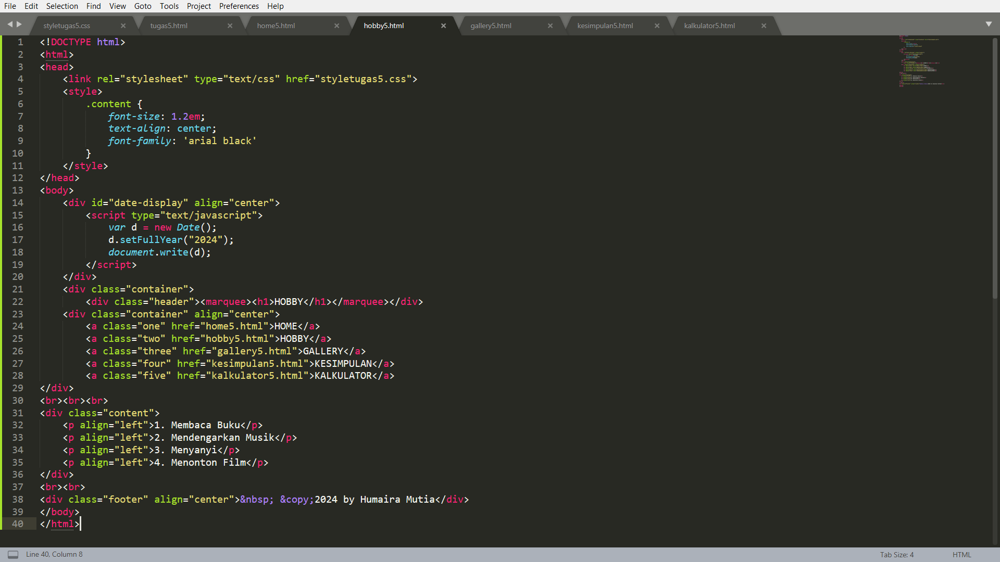 File Edit Selection Find View Goto Tools Project Preferences Help
styletugas5.css × tugas5.html × home5.html × hobby5.html × gallery5.html × kesimpulan5.html × kalkulator5.html ×
1 <!DOCTYPE html>
2 <html>
3 <head>
4     <link rel="stylesheet" type="text/css" href="styletugas5.css">
5     <style>
6         .content {
7             font-size: 1.2em;
8             text-align: center;
9             font-family: 'arial black'
10         }
11     </style>
12 </head>
13 <body>
14     <div id="date-display" align="center">
15         <script type="text/javascript">
16             var d = new Date();
17             d.setFullYear("2024");
18             document.write(d);
19         </script>
20     </div>
21     <div class="container">
22         <div class="header"><marquee><h1>HOBBY</h1></marquee></div>
23     <div class="container" align="center">
24         <a class="one" href="home5.html">HOME</a>
25         <a class="two" href="hobby5.html">HOBBY</a>
26         <a class="three" href="gallery5.html">GALLERY</a>
27         <a class="four" href="kesimpulan5.html">KESIMPULAN</a>
28         <a class="five" href="kalkulator5.html">KALKULATOR</a>
29 </div>
30 <br><br><br>
31 <div class="content">
32     <p align="left">1. Membaca Buku</p>
33     <p align="left">2. Mendengarkan Musik</p>
34     <p align="left">3. Menyanyi</p>
35     <p align="left">4. Menonton Film</p>
36 </div>
37 <br><br>
38 <div class="footer" align="center">&nbsp; &copy;2024 by Humaira Mutia</div>
39 </body>
40 </html>
Line 40, Column 8 Tab Size: 4 HTML